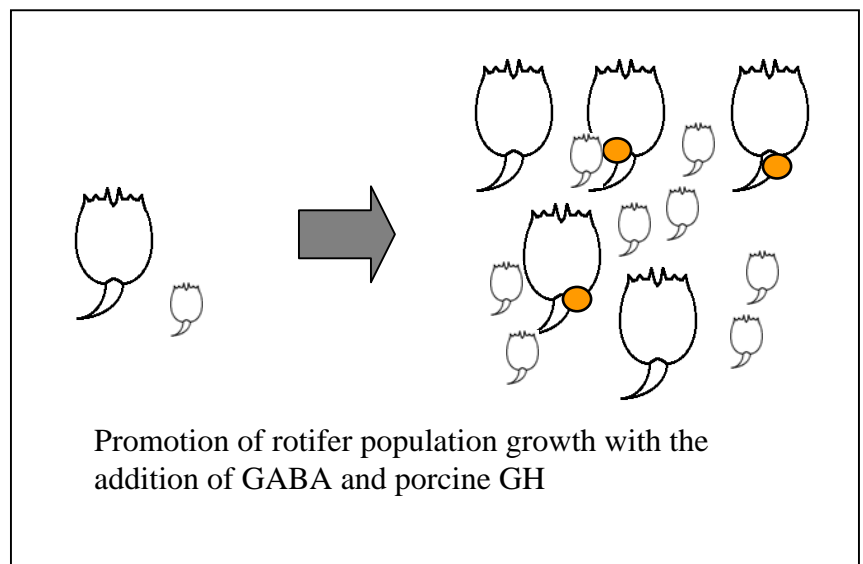 Promotion of rotifer population growth with the
addition of GABA and porcine GH